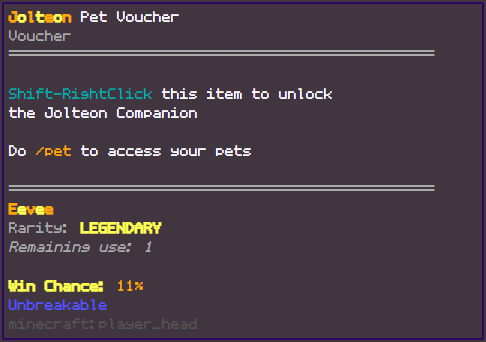 Jolteon Pet Voucher
Voucher
Shift-RightClick this item to unlock
the Jolteon Companion
Do /pet to access your pets
Eevee
Rarity: LEGENDARY
Remaining use: 1
Win Chance: 11%
Unbreakable
minecraft:player_head